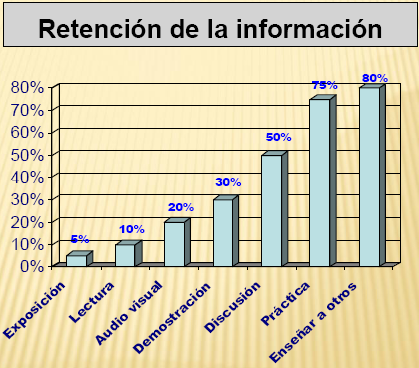 Retención de la información
80%
70%
60%
50%
40%
30%
20%
10%
0%
5%
10%
20%
30%
50%
75%
80%
Exposición
Lectura
Audio visual
Demostración
Discusión
Práctica
Enseñar a otros